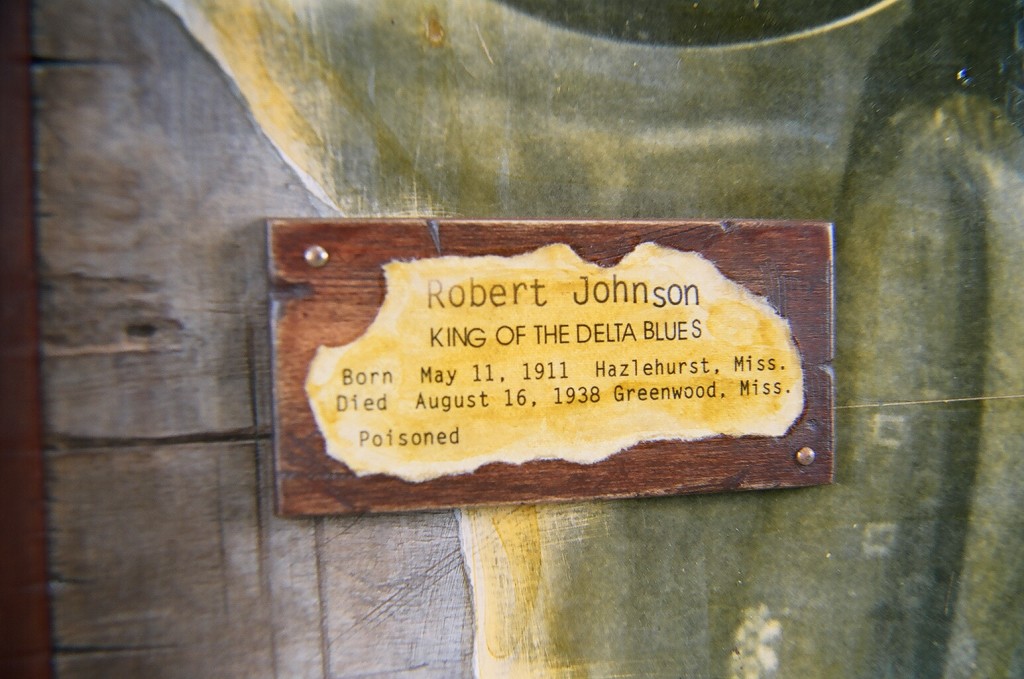 Robert Johnson
KING OF THE DELTA BLUES
Born May 11, 1911 Hazlehurst, Miss.
Died August 16, 1938 Greenwood, Miss.
Poisoned